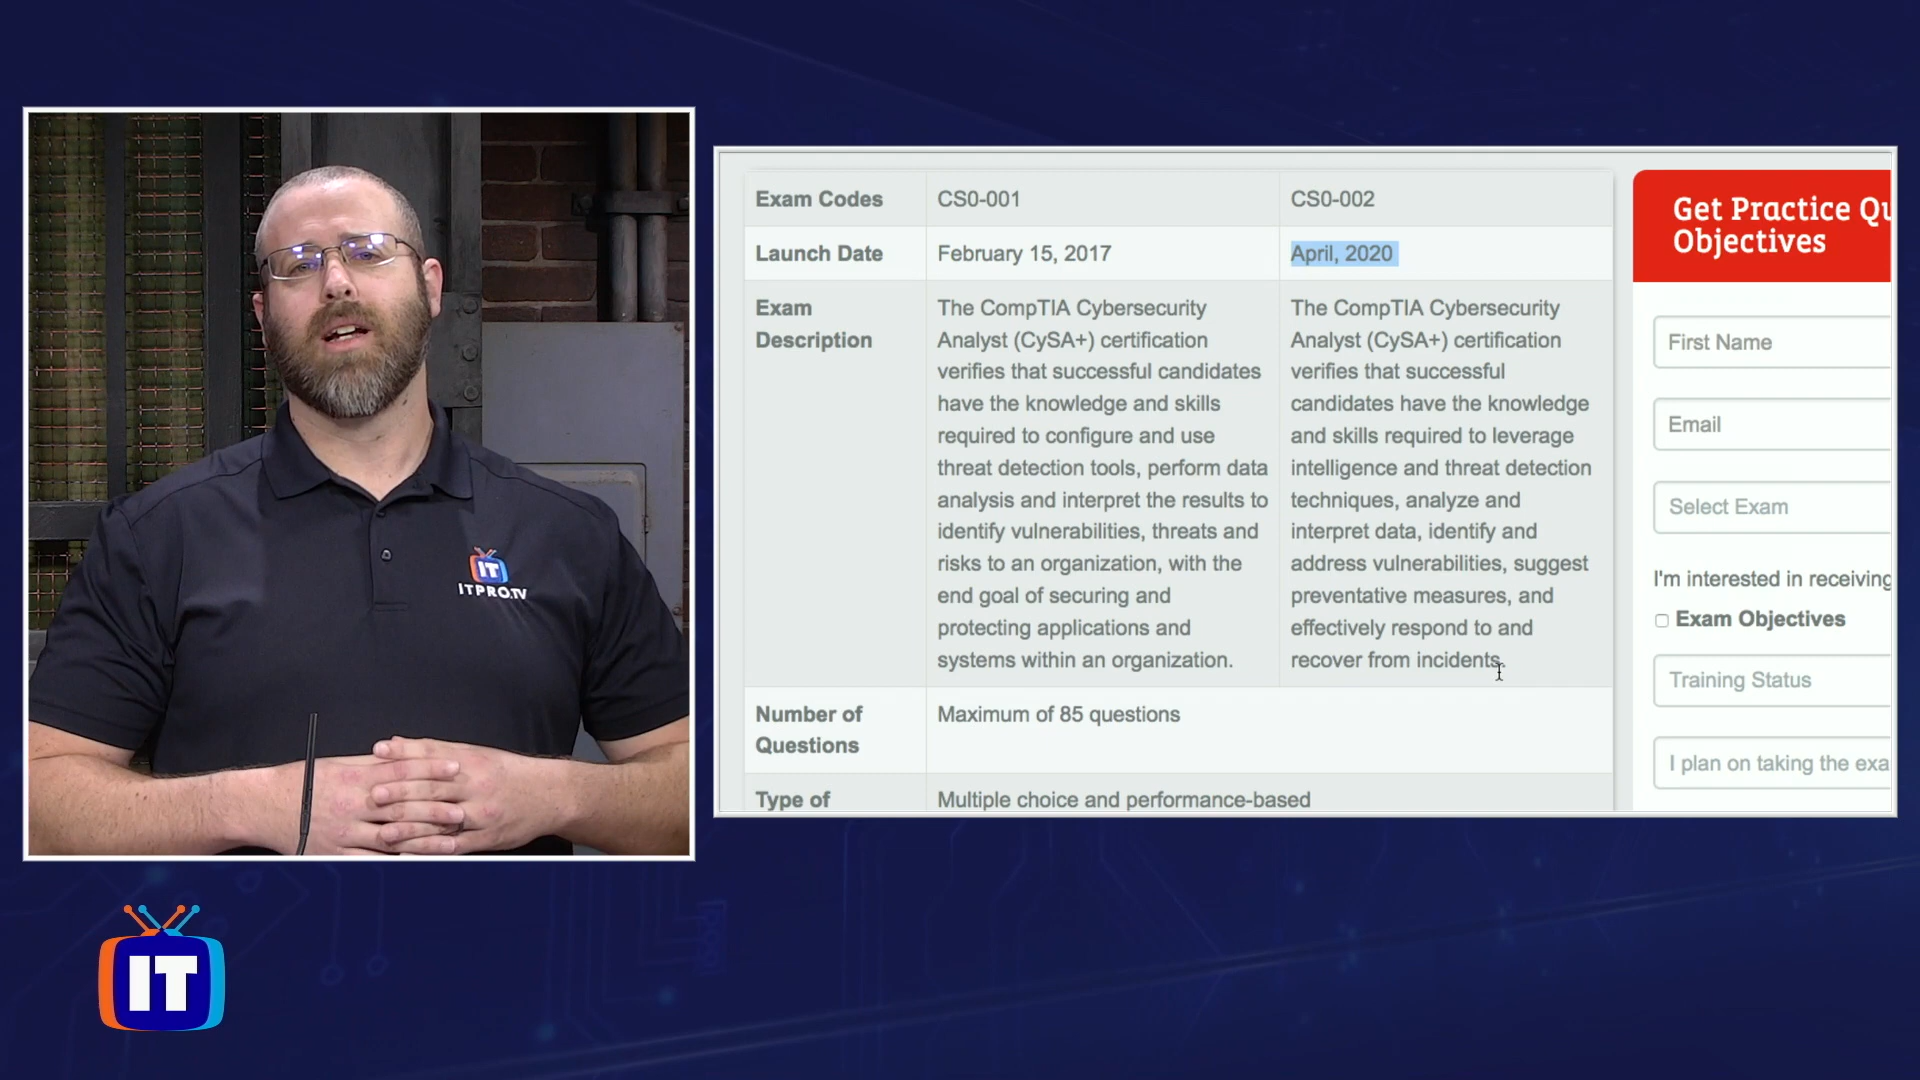 IT
ITPRO.TV
Exam Codes
CS0-001
CS0-002
Launch Date
February 15, 2017
April, 2020
Exam
Description
The CompTIA Cybersecurity
Analyst (CySA+) certification
verifies that successful candidates
have the knowledge and skills
required to configure and use
threat detection tools, perform data
analysis and interpret the results to
identify vulnerabilities, threats and
risks to an organization, with the
end goal of securing and
protecting applications and
systems within an organization.
The CompTIA Cybersecurity
Analyst (CySA+) certification
verifies that successful
candidates have the knowledge
and skills required to leverage
intelligence and threat detection
techniques, analyze and
interpret data, identify and
address vulnerabilities, suggest
preventative measures, and
effectively respond to and
recover from incidents.
Number of
Questions
Maximum of 85 questions
Type of
Multiple choice and performance-based
Get Practice Qu
Objectives
First Name
Email
Select Exam
I'm interested in receiving
Exam Objectives
Training Status
I plan on taking the exa
IT